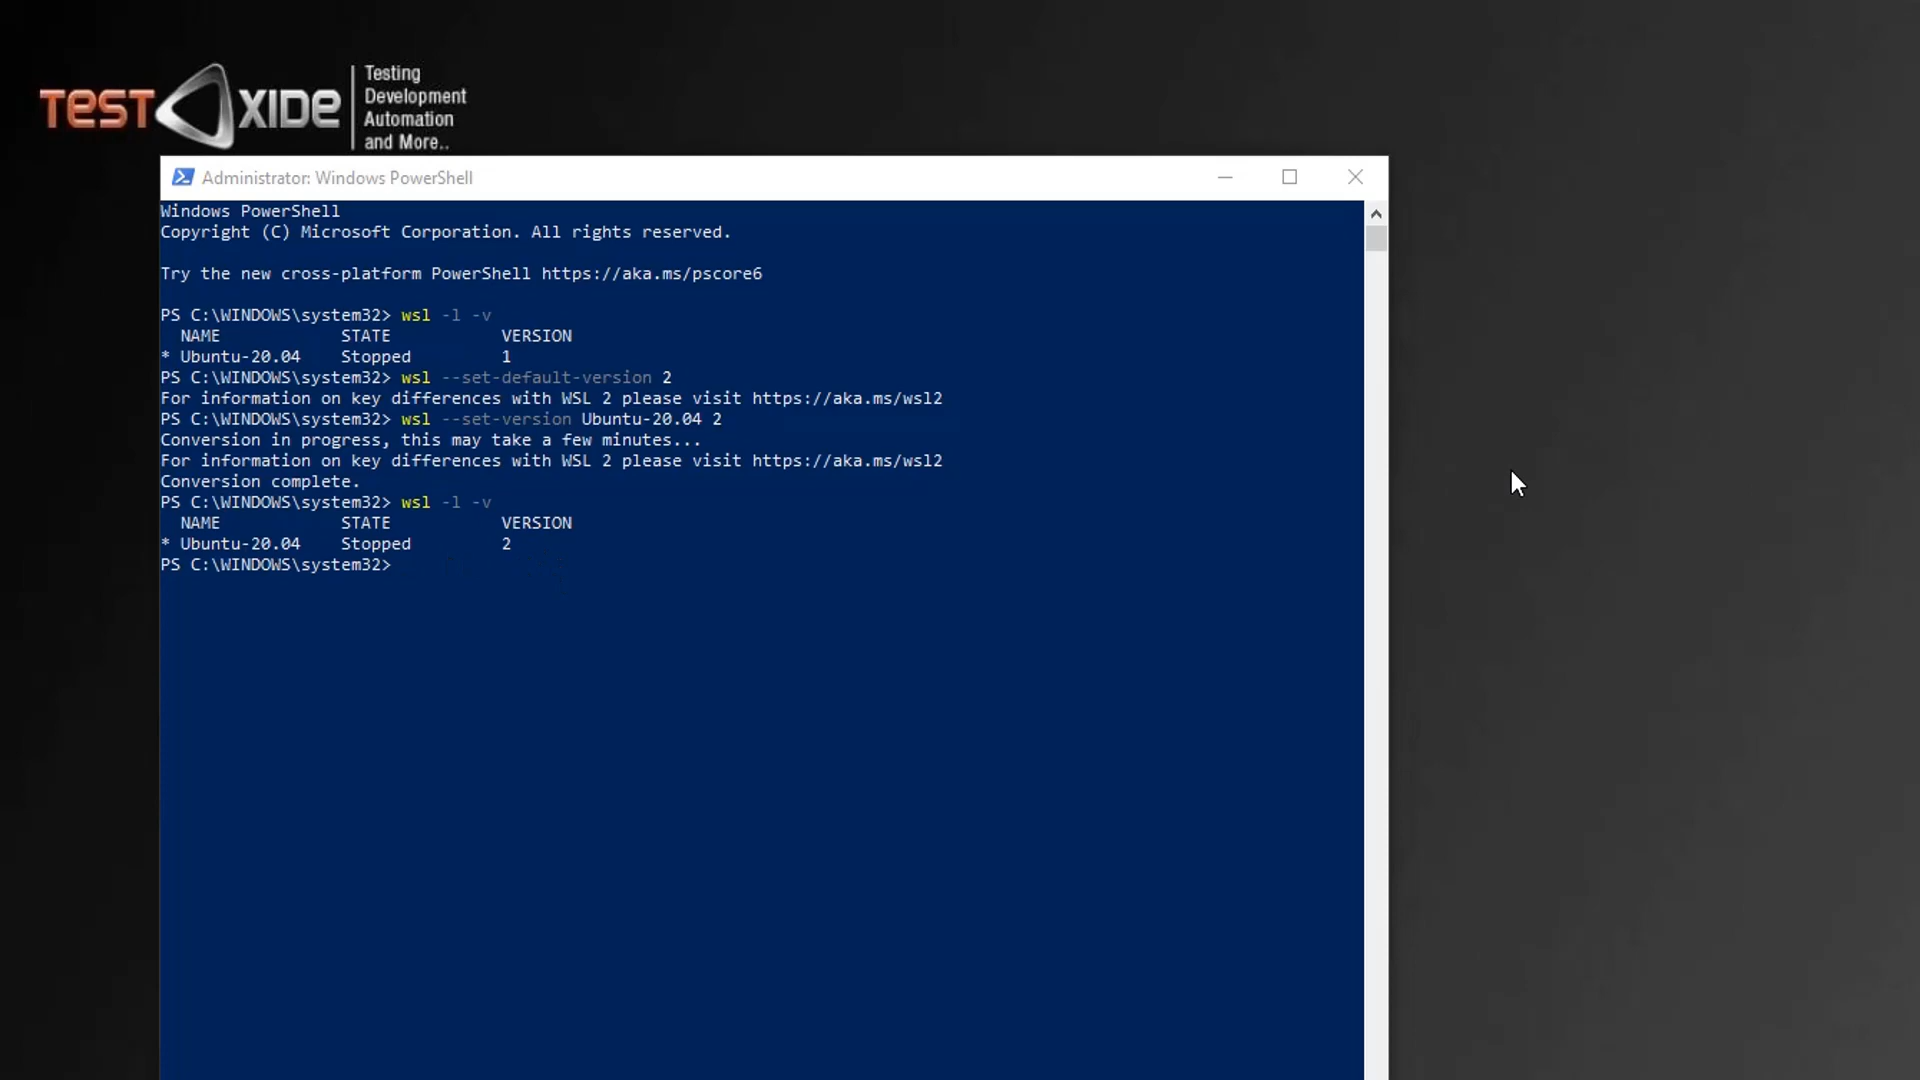 TEST XIDE
Testing
Development
Automation
and More..
Administrator: Windows PowerShell
Windows PowerShell
Copyright (C) Microsoft Corporation. All rights reserved.
Try the new cross-platform PowerShell https://aka.ms/pscore6
PS C:\WINDOWS\system32> wsl -l -v
NAME STATE VERSION
* Ubuntu-20.04 Stopped 1
PS C:\WINDOWS\system32> wsl --set-default-version 2
For information on key differences with WSL 2 please visit https://aka.ms/wsl2
PS C:\WINDOWS\system32> wsl --set-version Ubuntu-20.04 2
Conversion in progress, this may take a few minutes...
For information on key differences with WSL 2 please visit https://aka.ms/wsl2
Conversion complete.
PS C:\WINDOWS\system32> wsl -l -v
NAME STATE VERSION
* Ubuntu-20.04 Stopped 2
PS C:\WINDOWS\system32>